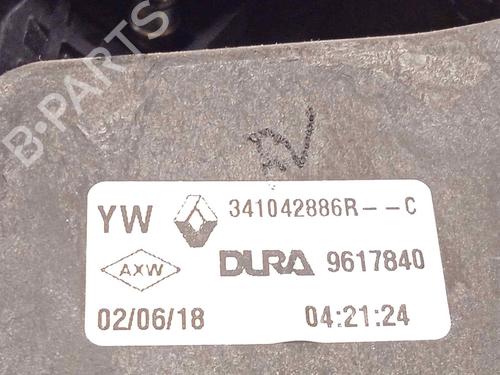 B-PARTS
YW 341042886R--C
AXW DURA 9617840
02/06/18 04:21:24